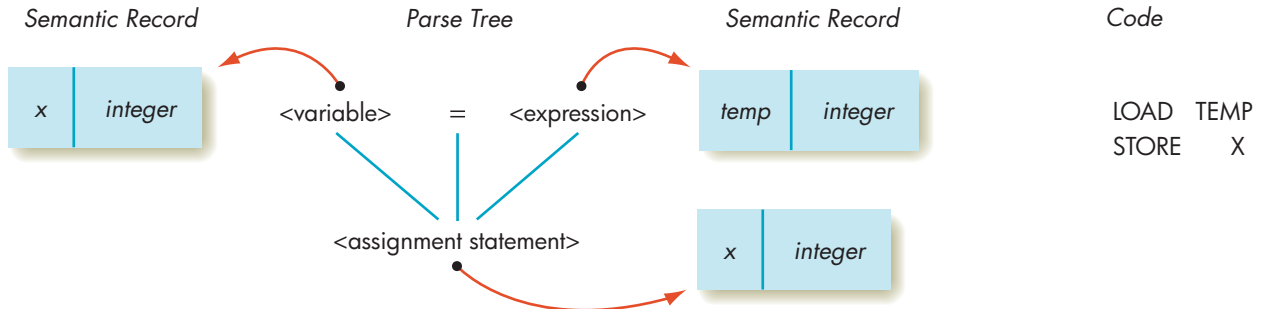 Semantic Record Parse Tree Semantic Record Code
x integer <variable> = <expression> temp integer LOAD TEMP
STORE X
<assignment statement> x integer